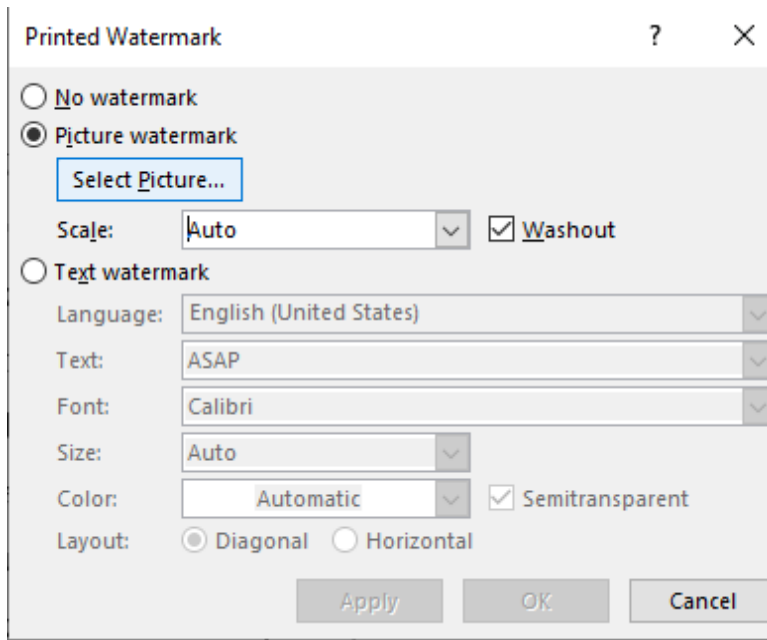 Printed Watermark ?
No watermark
Picture watermark
Select Picture...
Scale: Auto Washout
Text watermark
Language: English (United States)
Text: ASAP
Font: Calibri
Size: Auto
Color: Automatic Semitransparent
Layout: Diagonal Horizontal
Apply OK Cancel